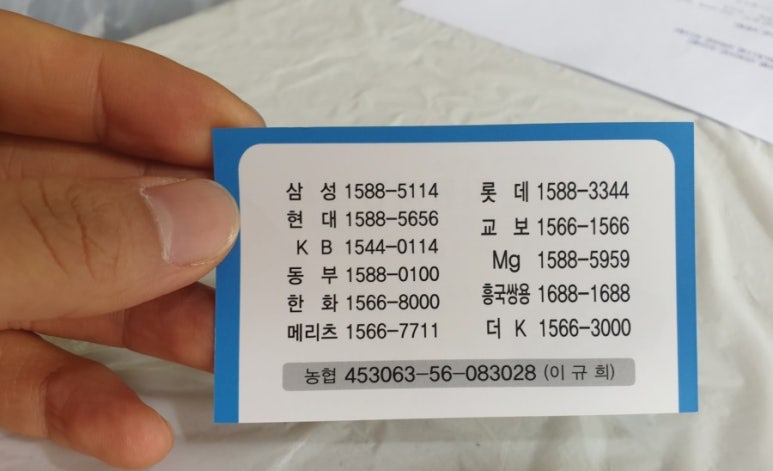 삼 성 1588-5114
현 대 1588-5656
K B 1544-0114
동 부 1588-0100
한 화 1566-8000
메리츠 1566-7711
롯 데 1588-3344
교 보 1566-1566
Mg 1588-5959
흥국쌍용 1688-1688
더 K 1566-3000
농협 453063-56-083028 (이 규 희)